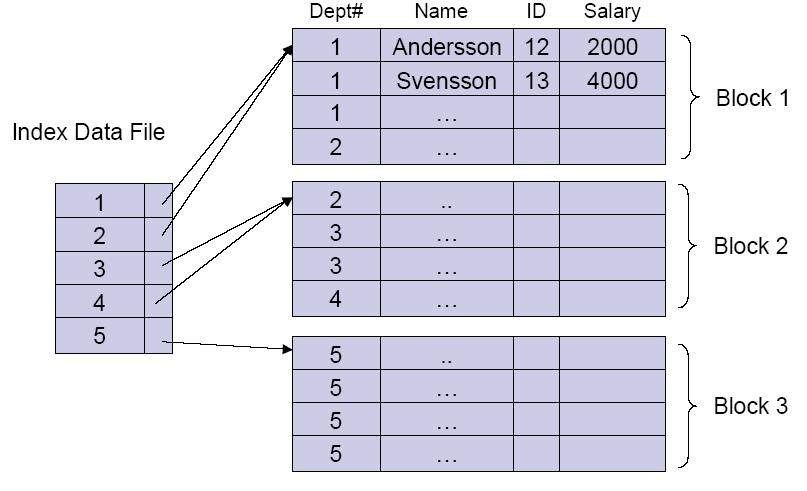 Dept# Name ID Salary
1 Andersson 12 2000
1 Svensson 13 4000
1 ...
2 ...
Block 1
Index Data File
1
2
3
4
5
2 ..
3 ...
3 ...
4 ...
Block 2
5 ..
5 ...
5 ...
5 ...
Block 3